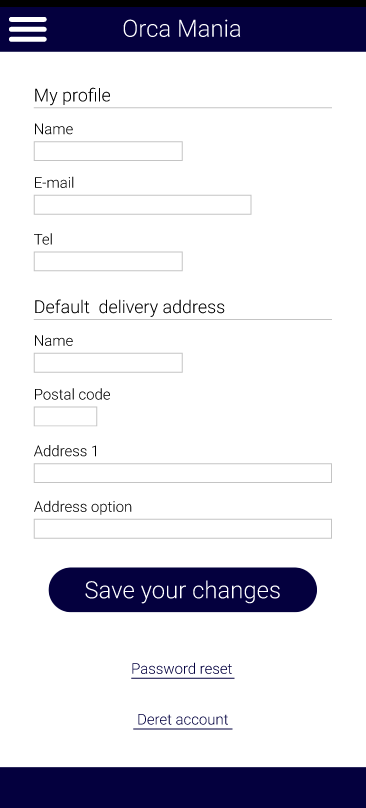 Orca Mania
My profile
Name
E-mail
Tel
Default  delivery address
Name
Postal code
Address 1
Address option
Save your changes
Password reset
Deret account